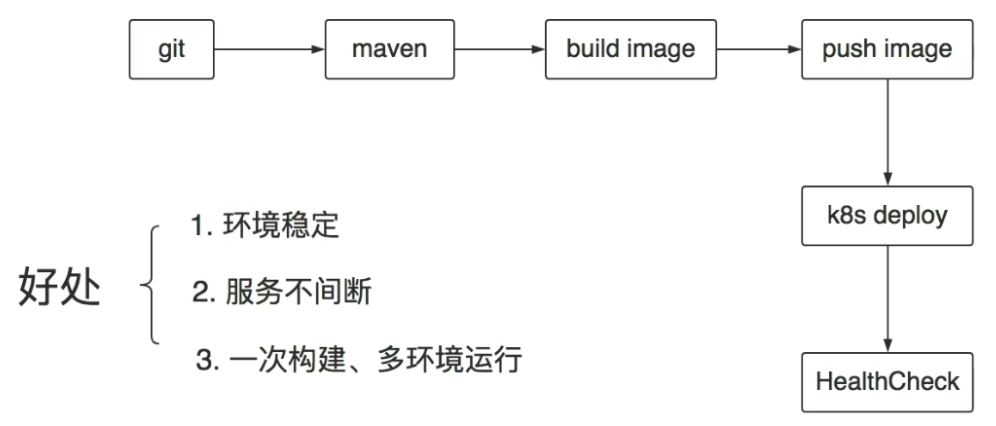 git
maven
build image
push image
k8s deploy
HealthCheck
好处
1. 环境稳定
2. 服务不间断
3. 一次构建、多环境运行